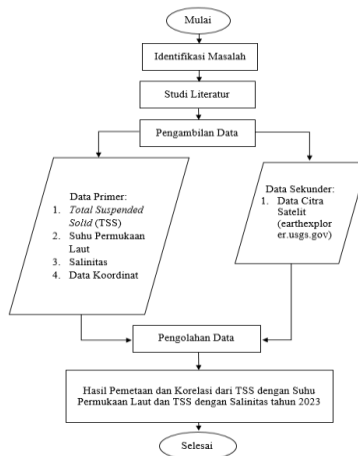 Mulai
Identifikasi Masalah
Studi Literatur
Pengambilan Data
Data Primer:
1. Total Suspended
Solid (TSS)
2. Suhu Permukaan
Laut
3. Salinitas
4. Data Koordinat
Data Sekunder:
1. Data Citra
Satelit
(earthexplor
er.usgs.gov)
Pengolahan Data
Hasil Pemetaan dan Korelasi dari TSS dengan Suhu
Permukaan Laut dan TSS dengan Salinitas tahun 2023
Selesai